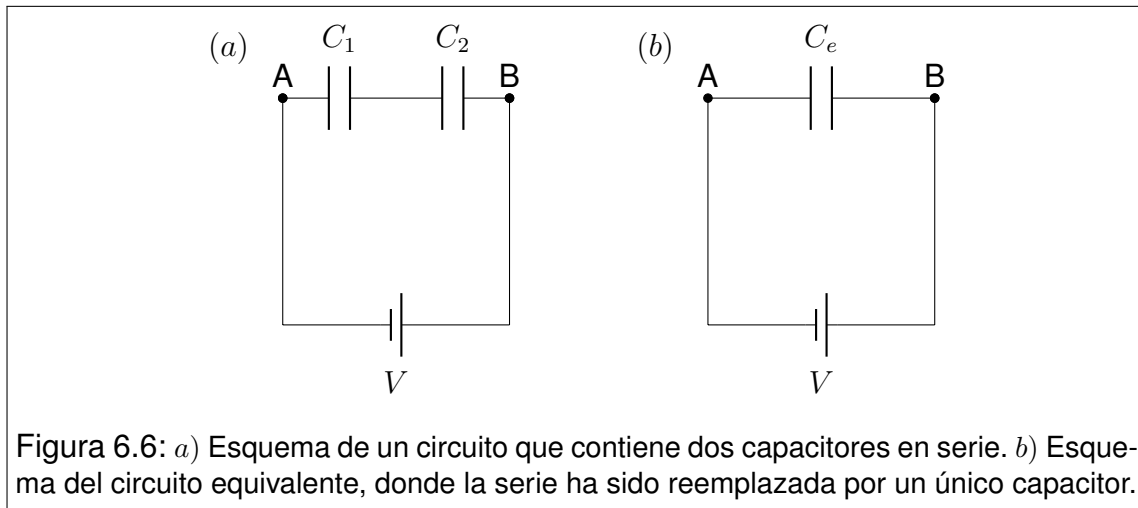 (a) C₁ C₂
A B
V
(b) Cₑ
A B
V
Figura 6.6: a) Esquema de un circuito que contiene dos capacitores en serie. b) Esque-
ma del circuito equivalente, donde la serie ha sido reemplazada por un único capacitor.